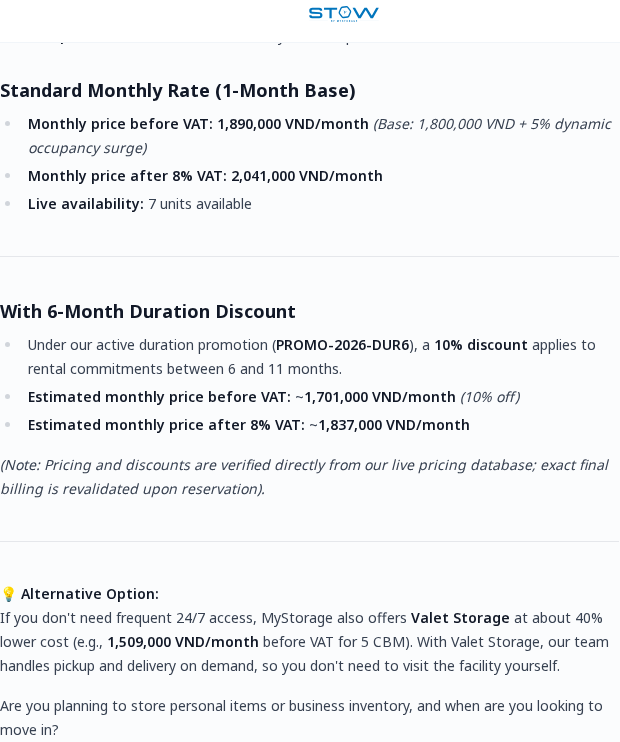 STOW
BY MYSTORAGE
Standard Monthly Rate (1-Month Base)
Monthly price before VAT: 1,890,000 VND/month (Base: 1,800,000 VND + 5% dynamic
occupancy surge)
Monthly price after 8% VAT: 2,041,000 VND/month
Live availability: 7 units available
With 6-Month Duration Discount
Under our active duration promotion (PROMO-2026-DUR6), a 10% discount applies to
rental commitments between 6 and 11 months.
Estimated monthly price before VAT: ~1,701,000 VND/month (10% off)
Estimated monthly price after 8% VAT: ~1,837,000 VND/month
(Note: Pricing and discounts are verified directly from our live pricing database; exact final
billing is revalidated upon reservation).
💡 Alternative Option:
If you don't need frequent 24/7 access, MyStorage also offers Valet Storage at about 40%
lower cost (e.g., 1,509,000 VND/month before VAT for 5 CBM). With Valet Storage, our team
handles pickup and delivery on demand, so you don't need to visit the facility yourself.
Are you planning to store personal items or business inventory, and when are you looking to
move in?